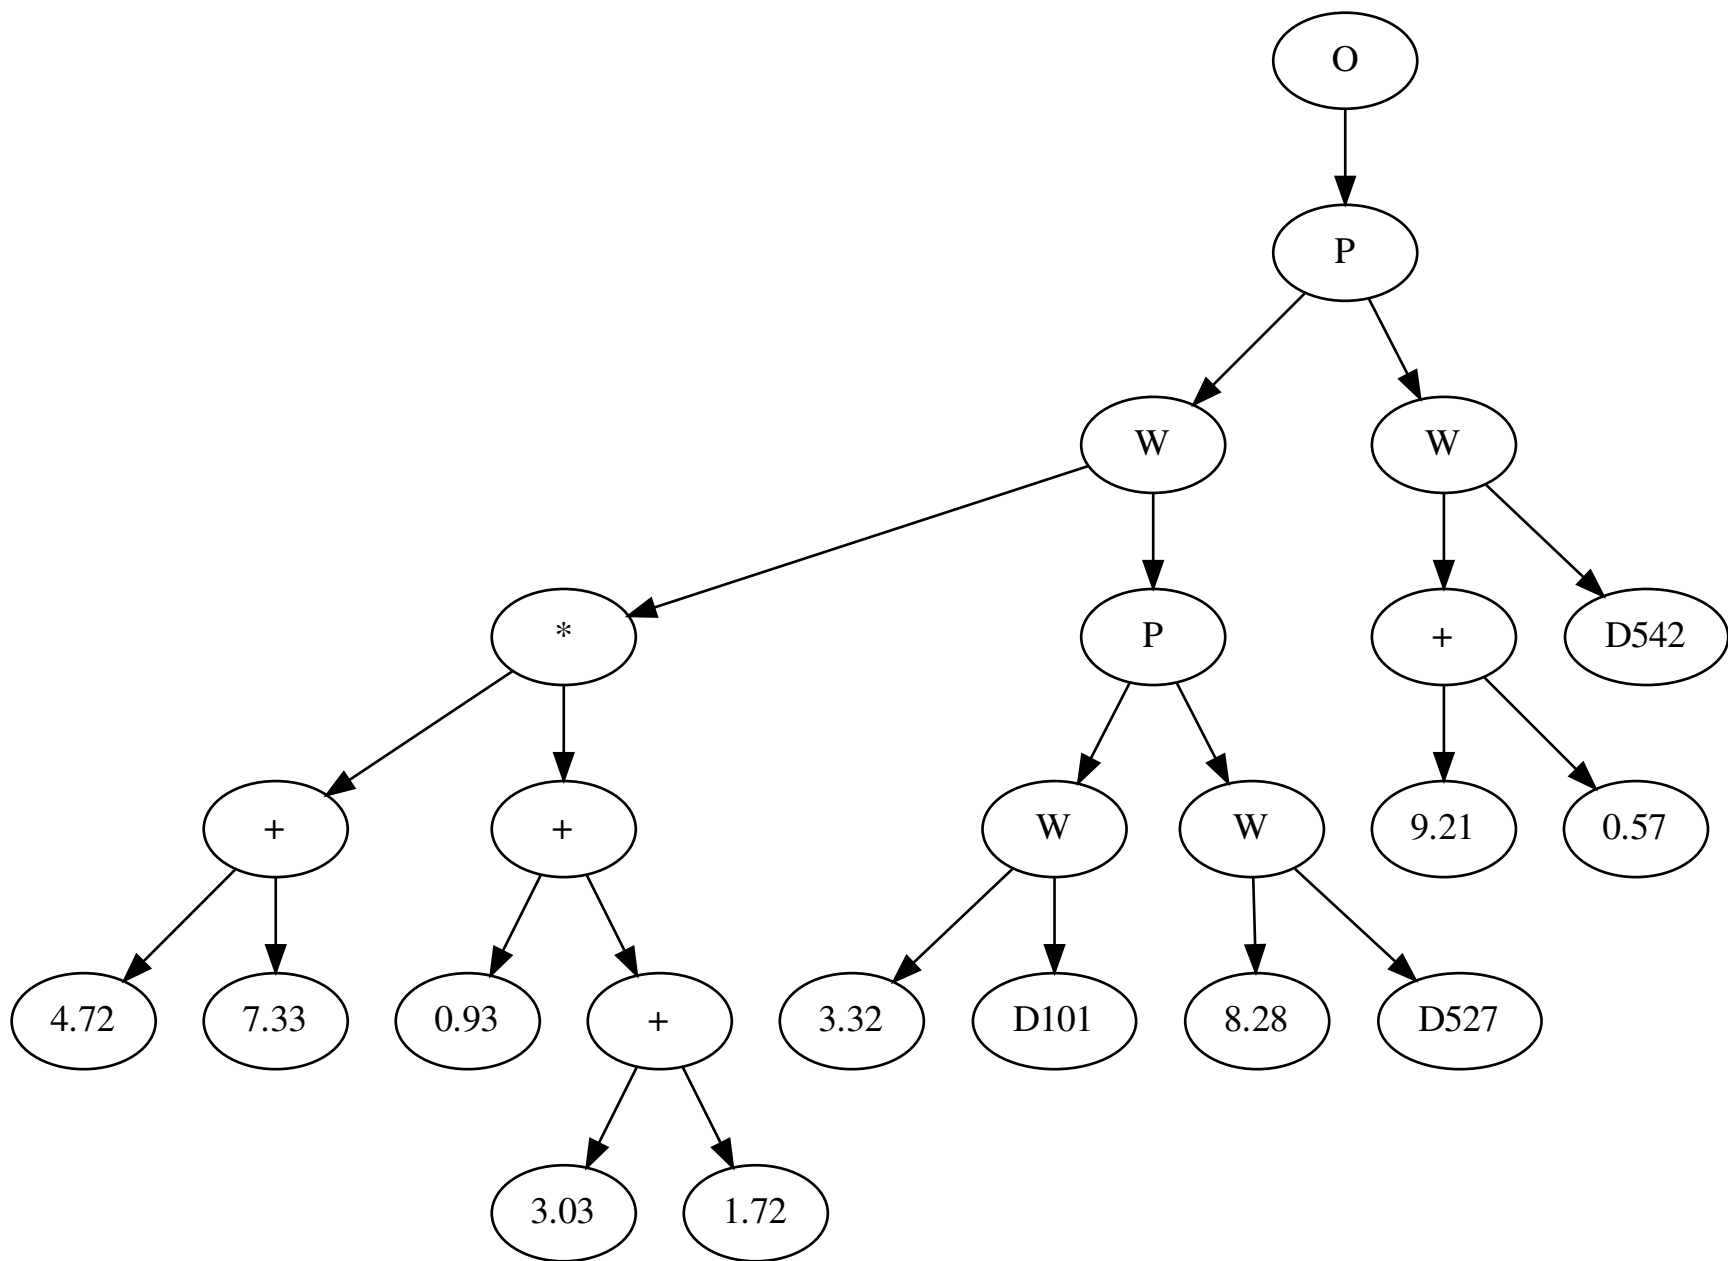 O
P
W W
* P + D542
+ + W W 9.21 0.57
4.72 7.33 0.93 + 3.32 D101 8.28 D527
3.03 1.72